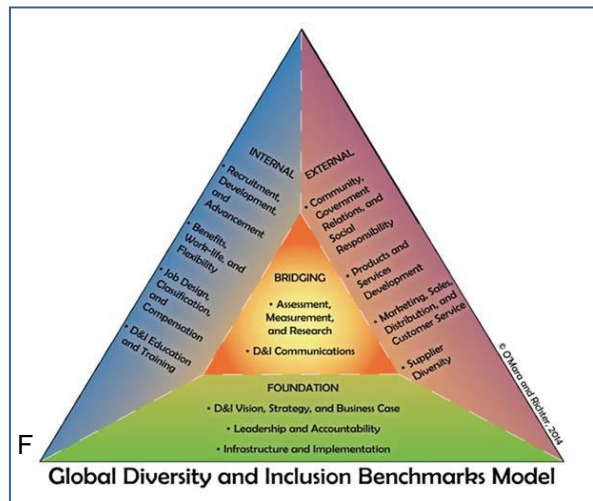 INTERNAL
• Recruitment,
Development,
and
Advancement
• Benefits,
Work-life, and
Flexibility
• Job Design,
Classification,
and
Compensation
• D&I Education
and Training
EXTERNAL
• Community,
Government
Relations, and
Social
Responsibility
• Products and
Services
Development
• Marketing, Sales,
Distribution, and
Customer Service
• Supplier
Diversity
BRIDGING
• Assessment,
Measurement,
and Research
• D&I Communications
FOUNDATION
• D&I Vision, Strategy, and Business Case
• Leadership and Accountability
• Infrastructure and Implementation
© O'Mara and Richter, 2014
F
Global Diversity and Inclusion Benchmarks Model